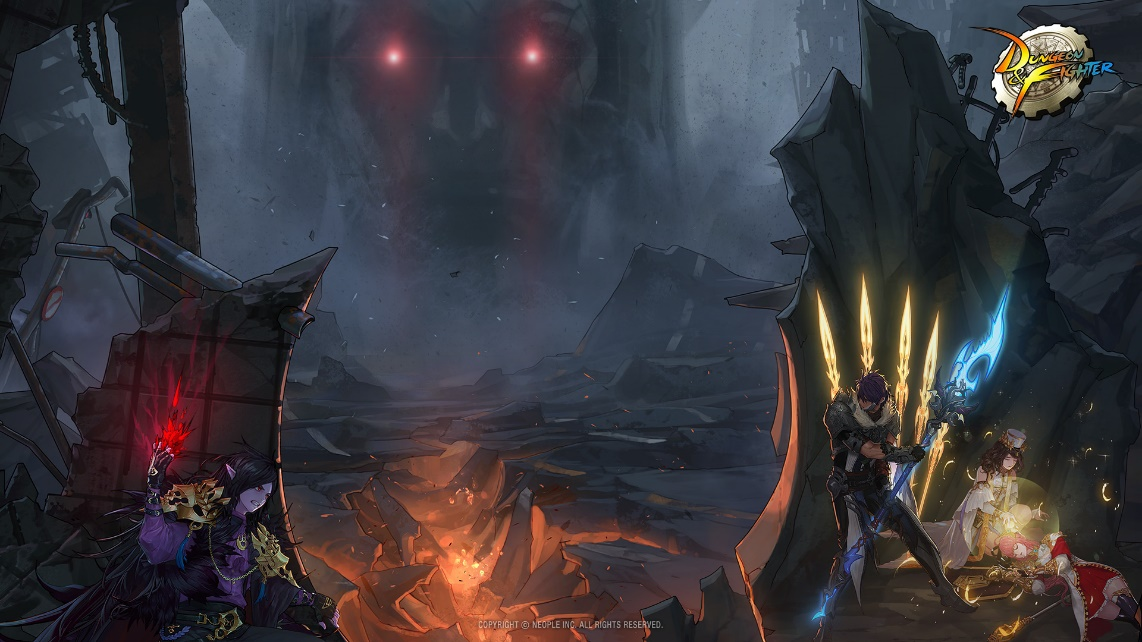 DUNGEON
& FIGHTER
COPYRIGHT ⓒ NEOPLE INC. ALL RIGHTS RESERVED.